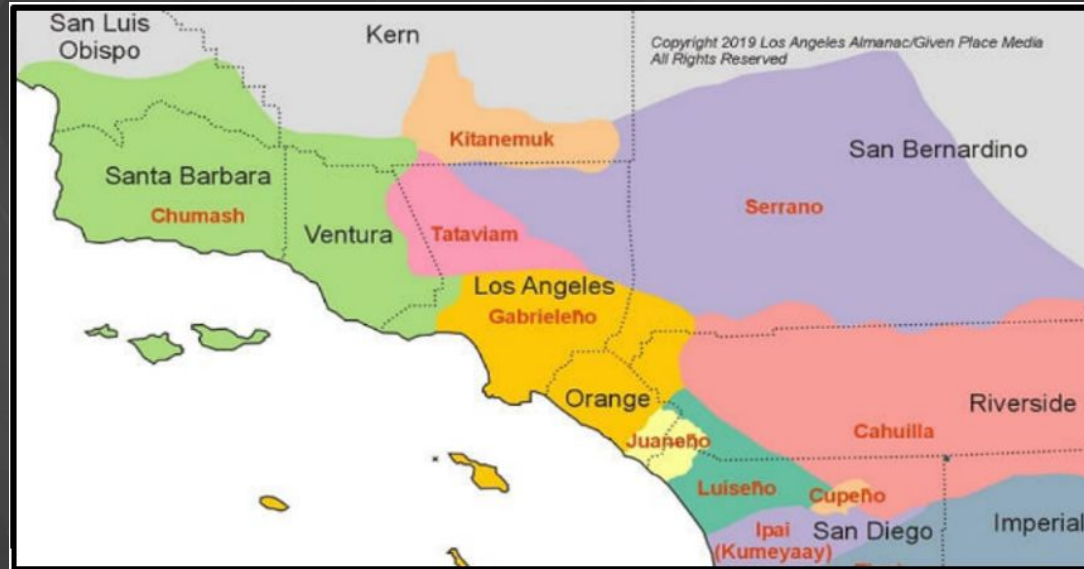 San Luis
Obispo
Kern
Copyright 2019 Los Angeles Almanac/Given Place Media
All Rights Reserved
Kitanemuk
San Bernardino
Santa Barbara
Chumash
Serrano
Ventura
Tataviam
Los Angeles
Gabrieleño
Orange
Riverside
Juaneño
Cahuilla
Luiseño
Cupeño
Ipai
(Kumeyaay)
San Diego
Imperial